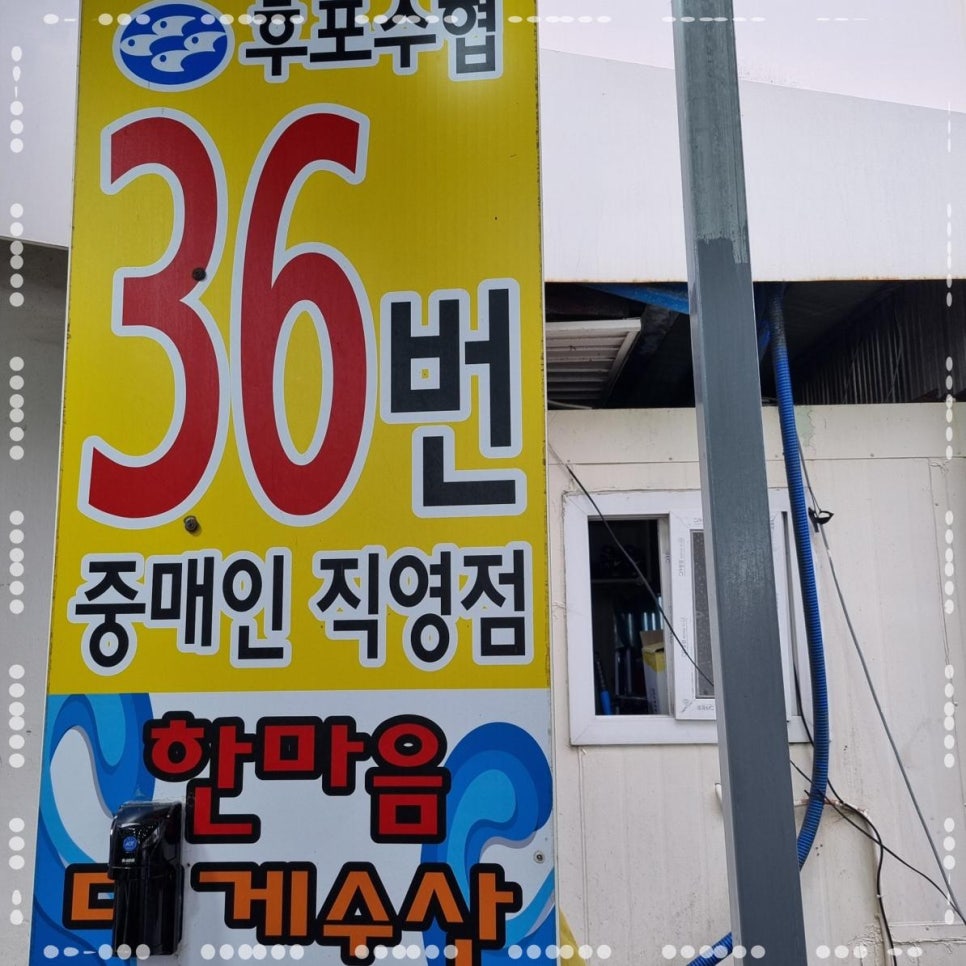 후포수협
36번
중매인 직영점
한마음
대게수산